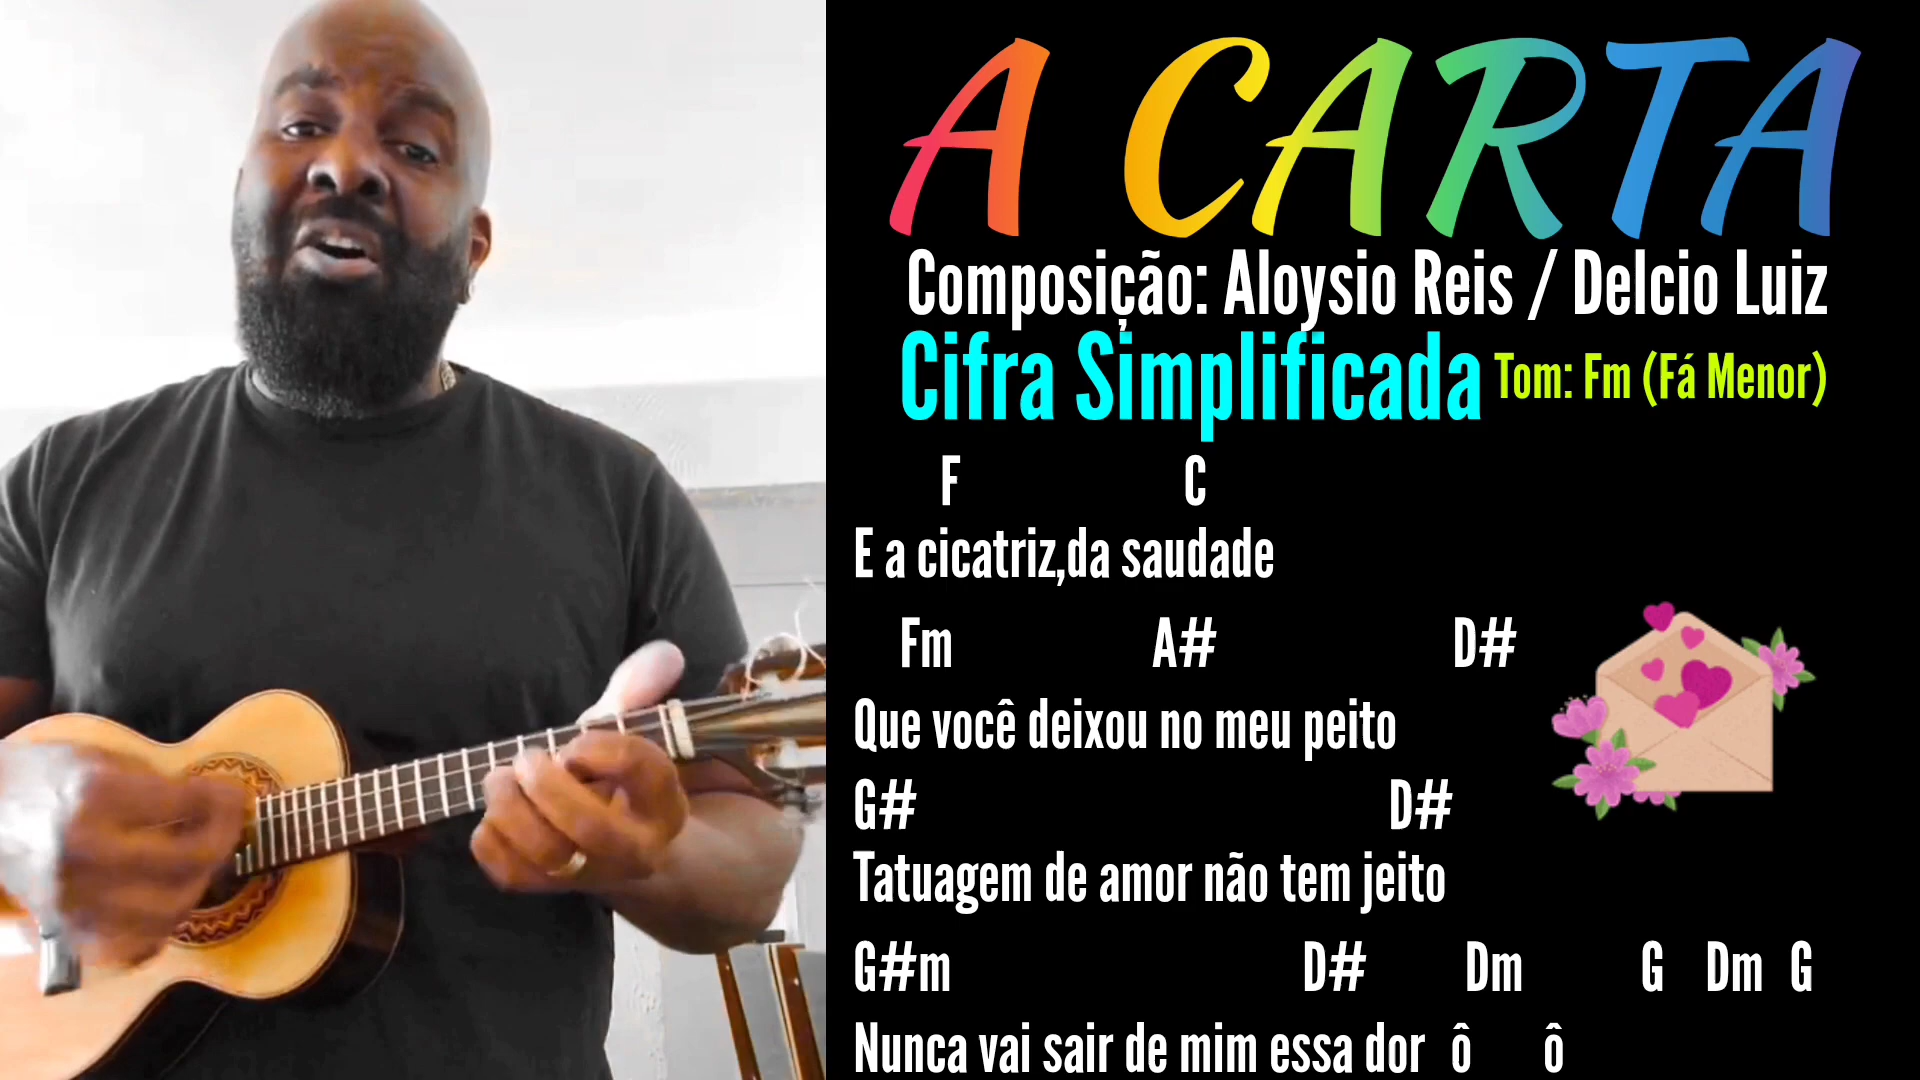 A CARTA
Composição: Aloysio Reis / Delcio Luiz
Cifra Simplificada Tom: Fm (Fá Menor)
F C
E a cicatriz,da saudade
Fm A# D#
Que você deixou no meu peito
G# D#
Tatuagem de amor não tem jeito
G#m D# Dm G Dm G
Nunca vai sair de mim essa dor ô ô